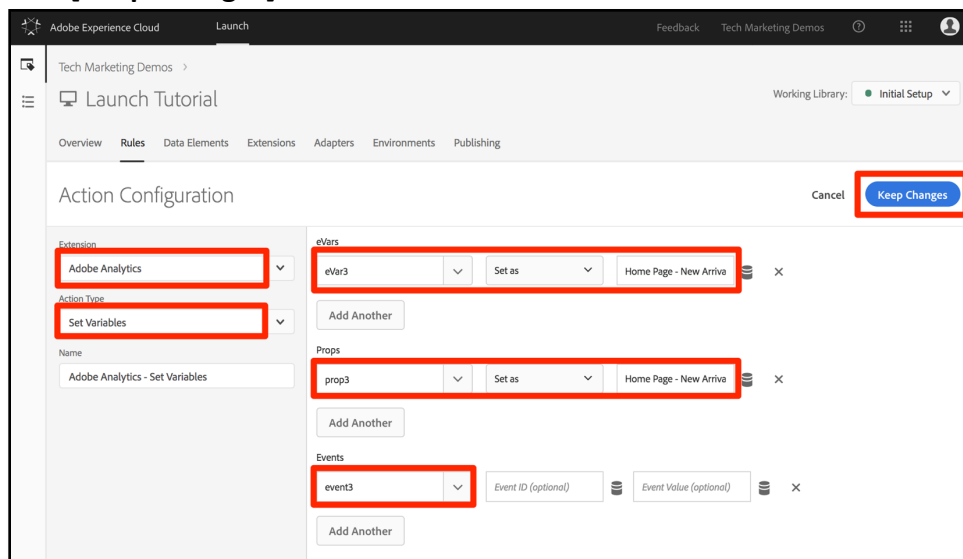 Adobe Experience Cloud Launch Feedback Tech Marketing Demos
Tech Marketing Demos >
Launch Tutorial
Working Library: Initial Setup
Overview Rules Data Elements Extensions Adapters Environments Publishing
Action Configuration Cancel Keep Changes
Extension
Adobe Analytics
Action Type
Set Variables
Name
Adobe Analytics - Set Variables
eVars
eVar3 Set as Home Page - New Arriva
Add Another
Props
prop3 Set as Home Page - New Arriva
Add Another
Events
event3 Event ID (optional) Event Value (optional)
Add Another